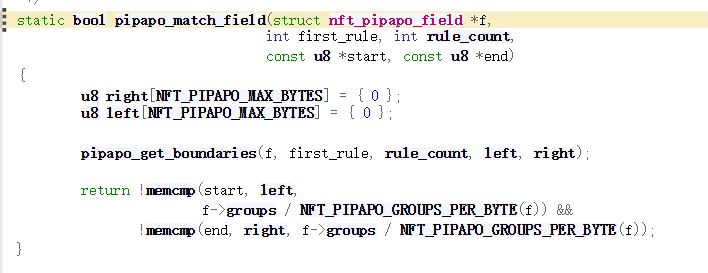 */
static bool pipapo_match_field(struct nft_pipapo_field *f,
int first_rule, int rule_count,
const u8 *start, const u8 *end)
{
u8 right[NFT_PIPAPO_MAX_BYTES] = { 0 };
u8 left[NFT_PIPAPO_MAX_BYTES] = { 0 };
pipapo_get_boundaries(f, first_rule, rule_count, left, right);
return !memcmp(start, left,
f->groups / NFT_PIPAPO_GROUPS_PER_BYTE(f)) &&
!memcmp(end, right, f->groups / NFT_PIPAPO_GROUPS_PER_BYTE(f));
}